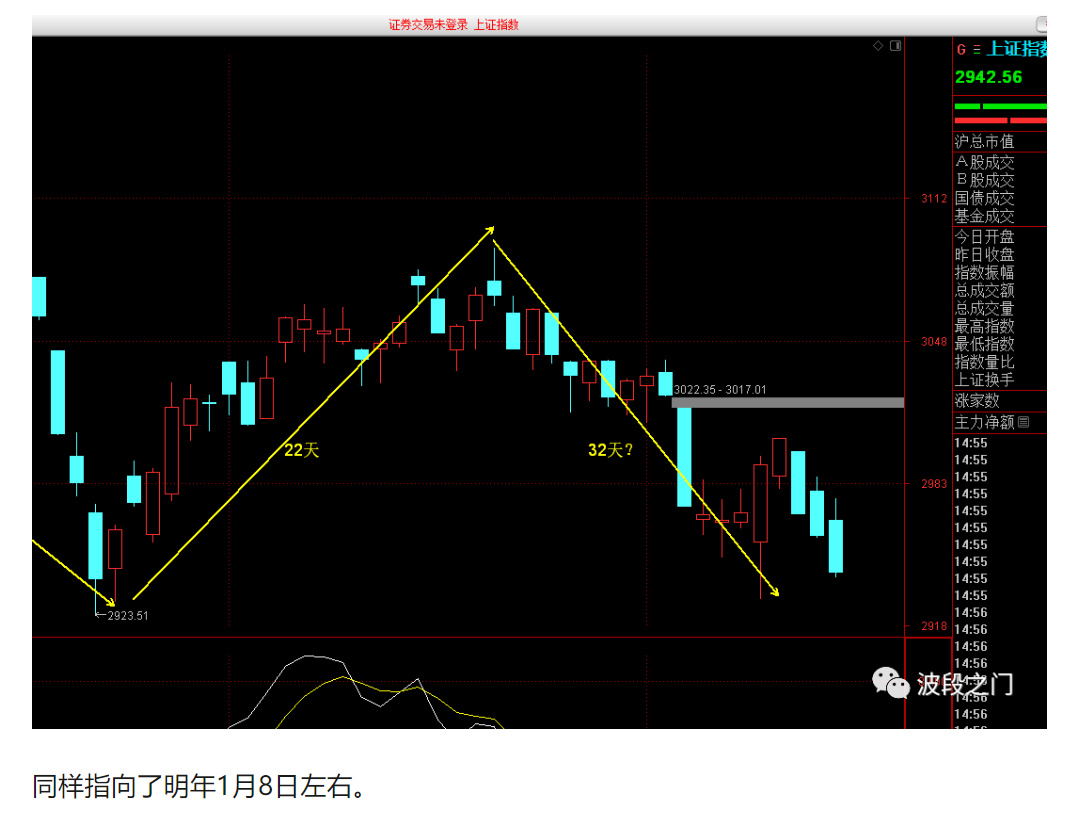 证券交易未登录 上证指数
G 上证指数
2942.56
沪总市值
A股成交
B股成交
国债成交
基金成交
今日开盘
昨日收盘
指数振幅
总成交额
总成交量
最高指数
最低指数
指数量比
上证换手
涨家数
主力净额
14:55
14:55
14:55
14:55
14:55
14:55
14:55
14:55
14:55
14:55
14:56
14:56
14:56
14:56
14:56
14:56
3112
3048
2983
2918
3022.35 - 3017.01
22天
32天?
2923.51
波段之门
同样指向了明年1月8日左右。